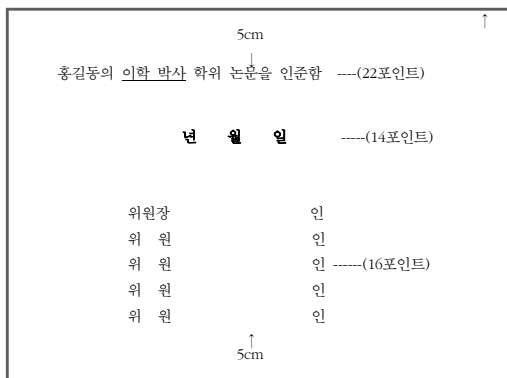 ↑
5cm
↓
홍길동의 이학 박사 학위 논문을 인준함 ----(22포인트)
년 월 일 -----(14포인트)
위원장 인
위 원 인
위 원 인 ------(16포인트)
위 원 인
위 원 인
↑
5cm